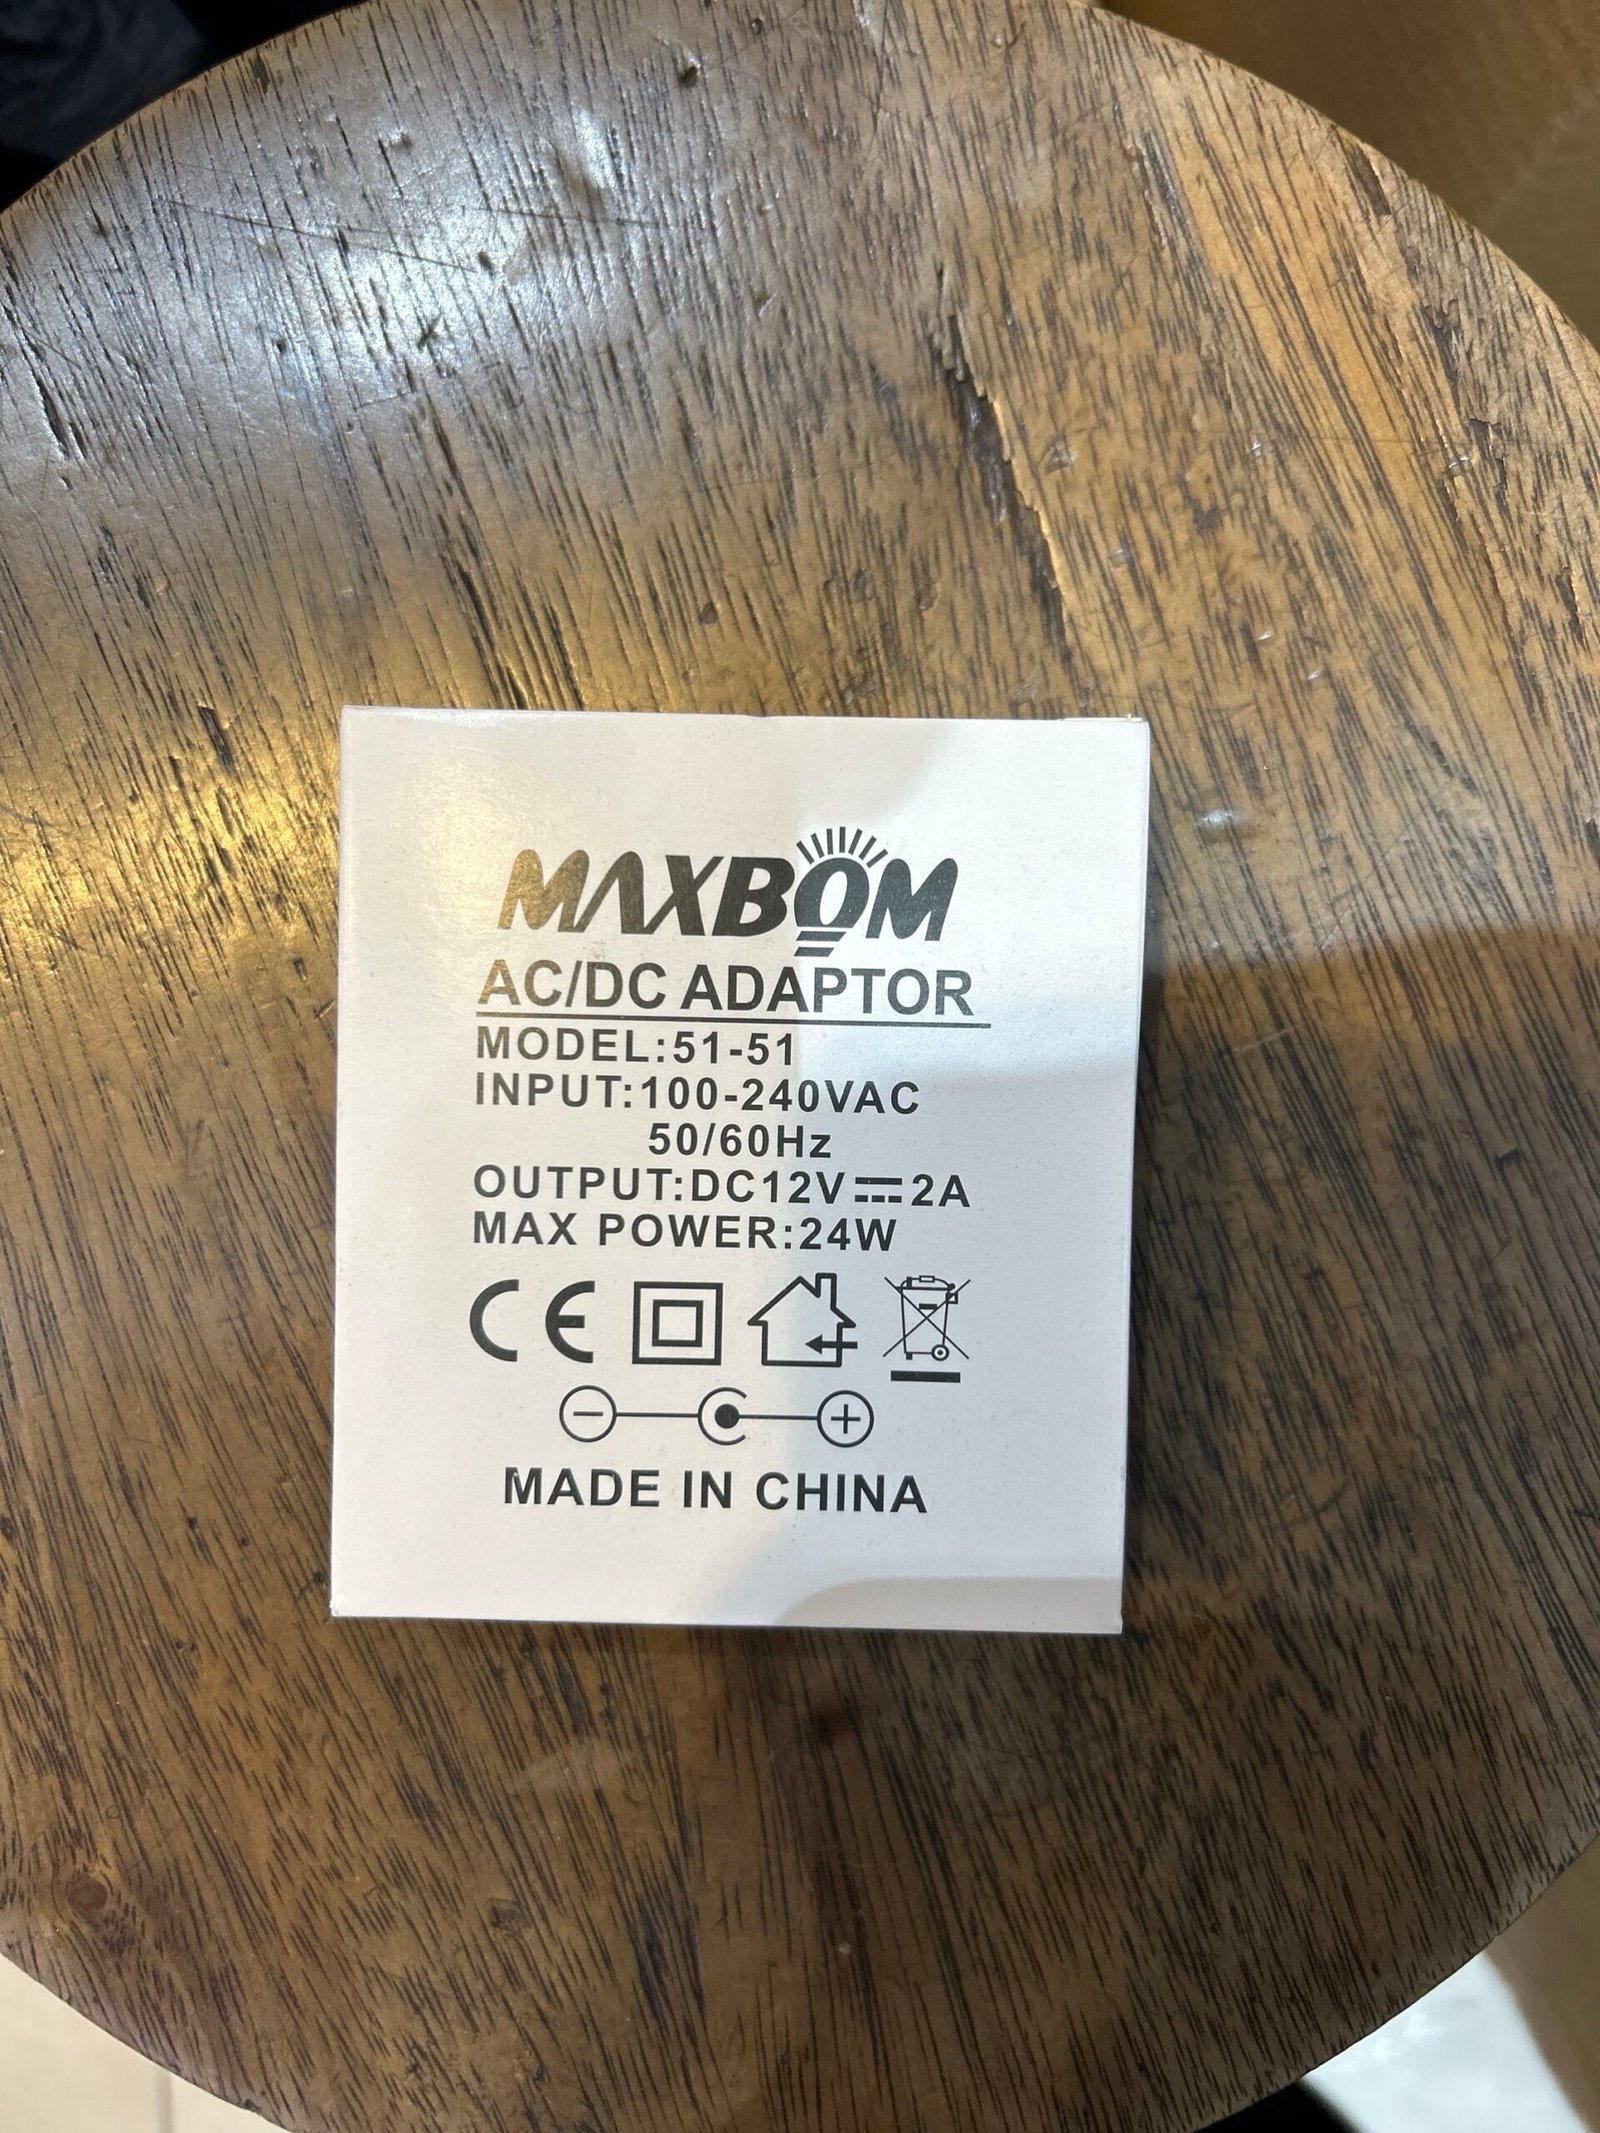 MAXBOM
AC/DC ADAPTOR
MODEL:51-51
INPUT:100-240VAC
50/60Hz
OUTPUT:DC12V⎓2A
MAX POWER:24W
CE
MADE IN CHINA